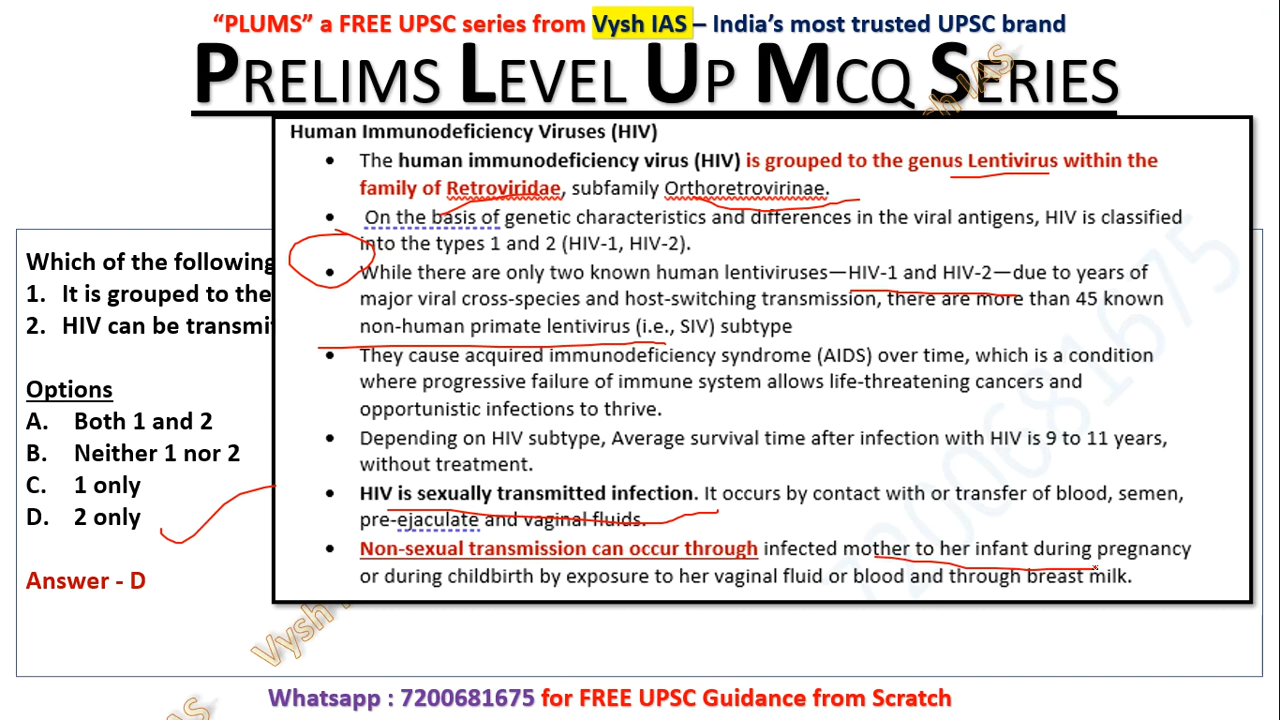 “PLUMS” a FREE UPSC series from Vysh IAS – India’s most trusted UPSC brand
PRELIMS LEVEL UP MCQ SERIES
Human Immunodeficiency Viruses (HIV)
• The human immunodeficiency virus (HIV) is grouped to the genus Lentivirus within the
family of Retroviridae, subfamily Orthoretrovirinae.
• On the basis of genetic characteristics and differences in the viral antigens, HIV is classified
into the types 1 and 2 (HIV-1, HIV-2).
• While there are only two known human lentiviruses—HIV-1 and HIV-2—due to years of
major viral cross-species and host-switching transmission, there are more than 45 known
non-human primate lentivirus (i.e., SIV) subtype
• They cause acquired immunodeficiency syndrome (AIDS) over time, which is a condition
where progressive failure of immune system allows life-threatening cancers and
opportunistic infections to thrive.
• Depending on HIV subtype, Average survival time after infection with HIV is 9 to 11 years,
without treatment.
• HIV is sexually transmitted infection. It occurs by contact with or transfer of blood, semen,
pre-ejaculate and vaginal fluids.
• Non-sexual transmission can occur through infected mother to her infant during pregnancy
or during childbirth by exposure to her vaginal fluid or blood and through breast milk.
Which of the following
1. It is grouped to the
2. HIV can be
Options
A. Both 1 and 2
B. Neither 1 nor 2
C. 1 only
D. 2 only
Answer - D
7200681675
Whatsapp : 7200681675 for FREE UPSC Guidance from Scratch